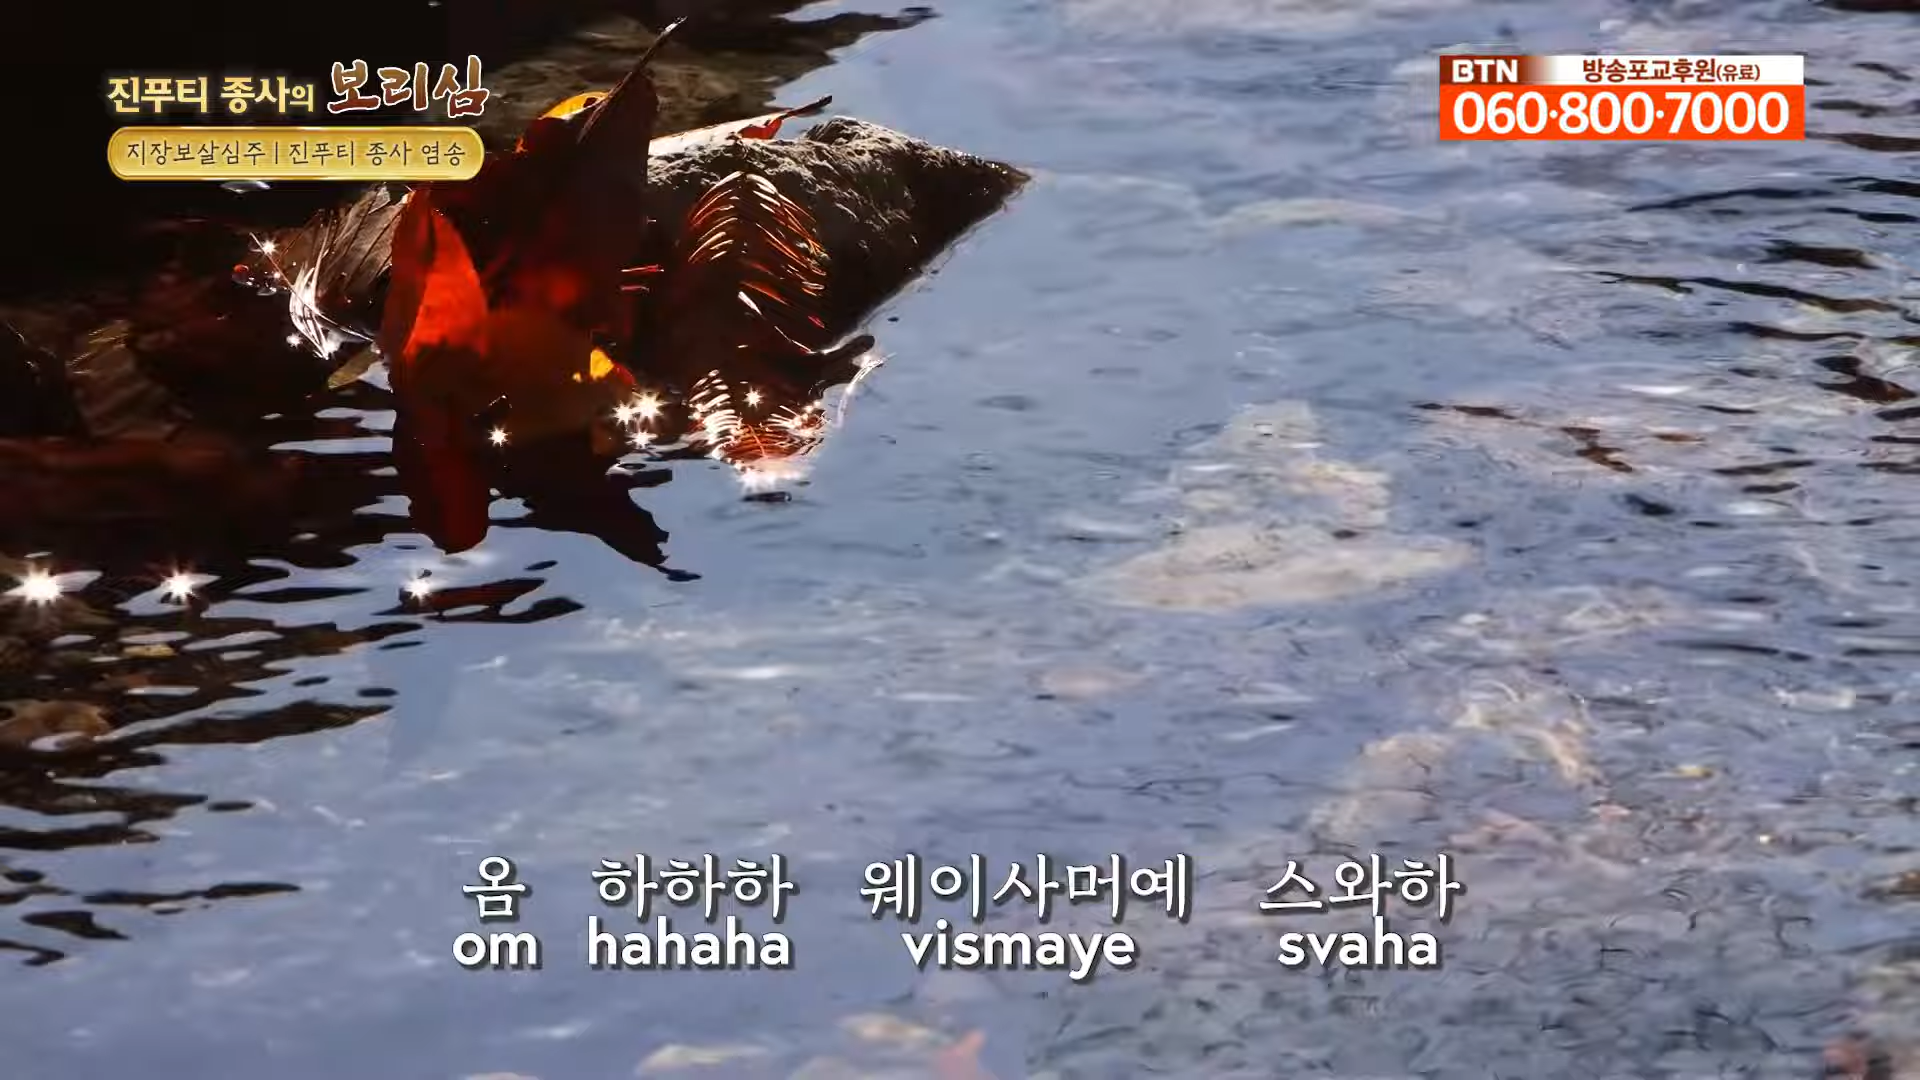 진푸티 종사의 보리심
지장보살심주 | 진푸티 종사 염송
BTN 방송포교후원(유료)
060·800·7000
옴 하하하 웨이사머예 스와하
om hahaha vismaye svaha